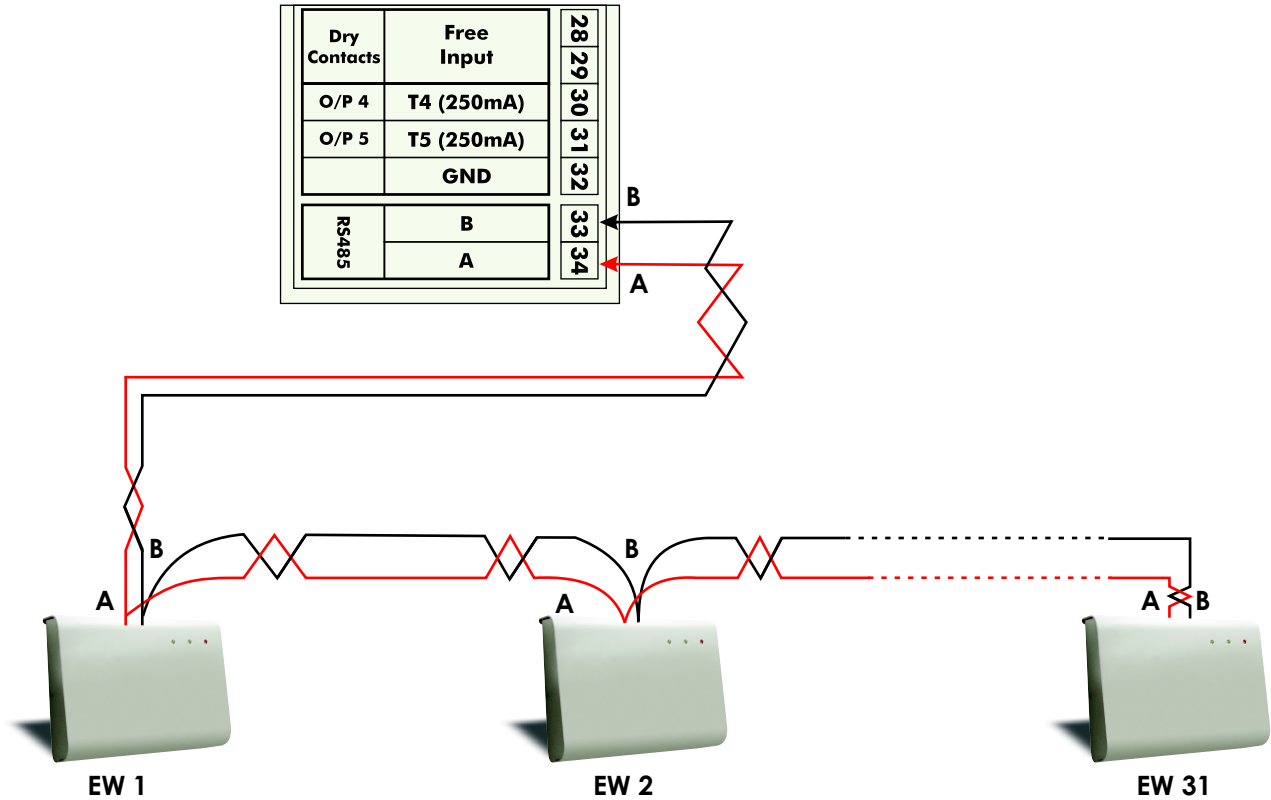 Dry
Contacts
Free
Input
28
29
O/P 4
T4 (250mA)
30
O/P 5
T5 (250mA)
31
GND
32
RS485
B
33
B
A
34
A
B
A
B
A
A
B
EW 1
EW 2
EW 31